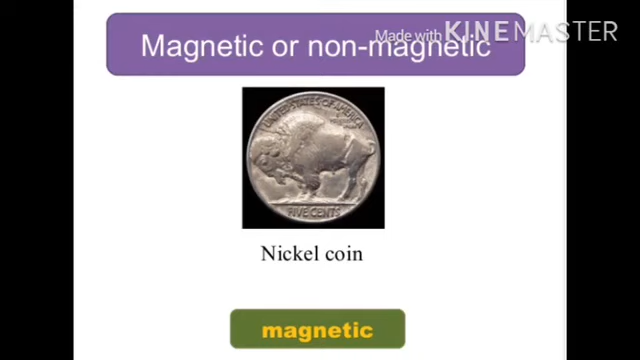 Made with KINEMASTER
Magnetic or non-magnetic
UNITED STATES OF AMERICA
FIVE CENTS
Nickel coin
magnetic